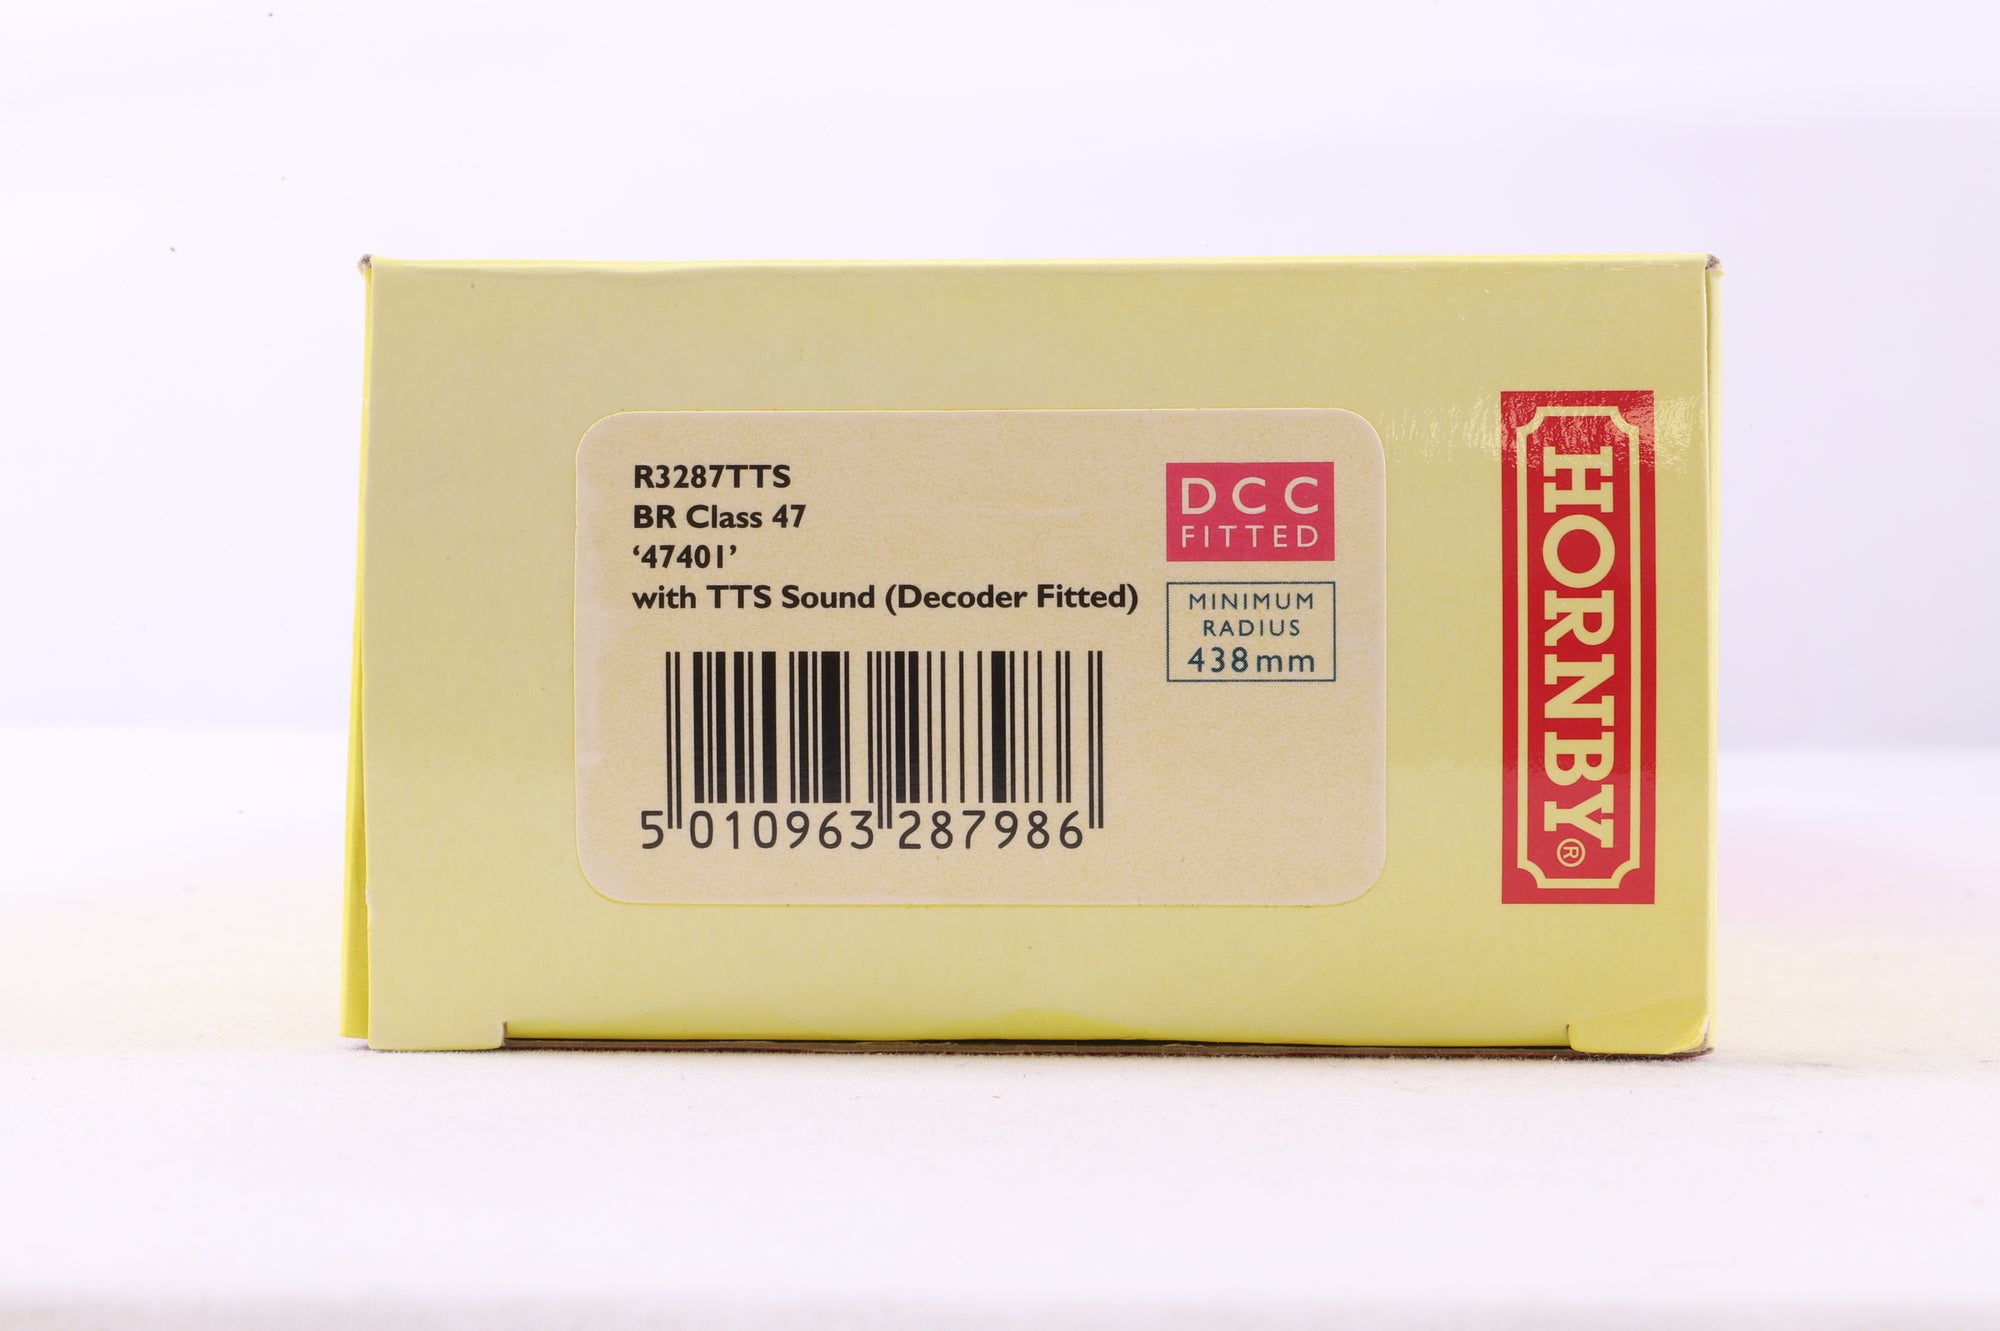 R3287TTS
BR Class 47
‘47401’
with TTS Sound (Decoder Fitted)
5 010963 287986
DCC
FITTED
MINIMUM
RADIUS
438mm
HORNBY®